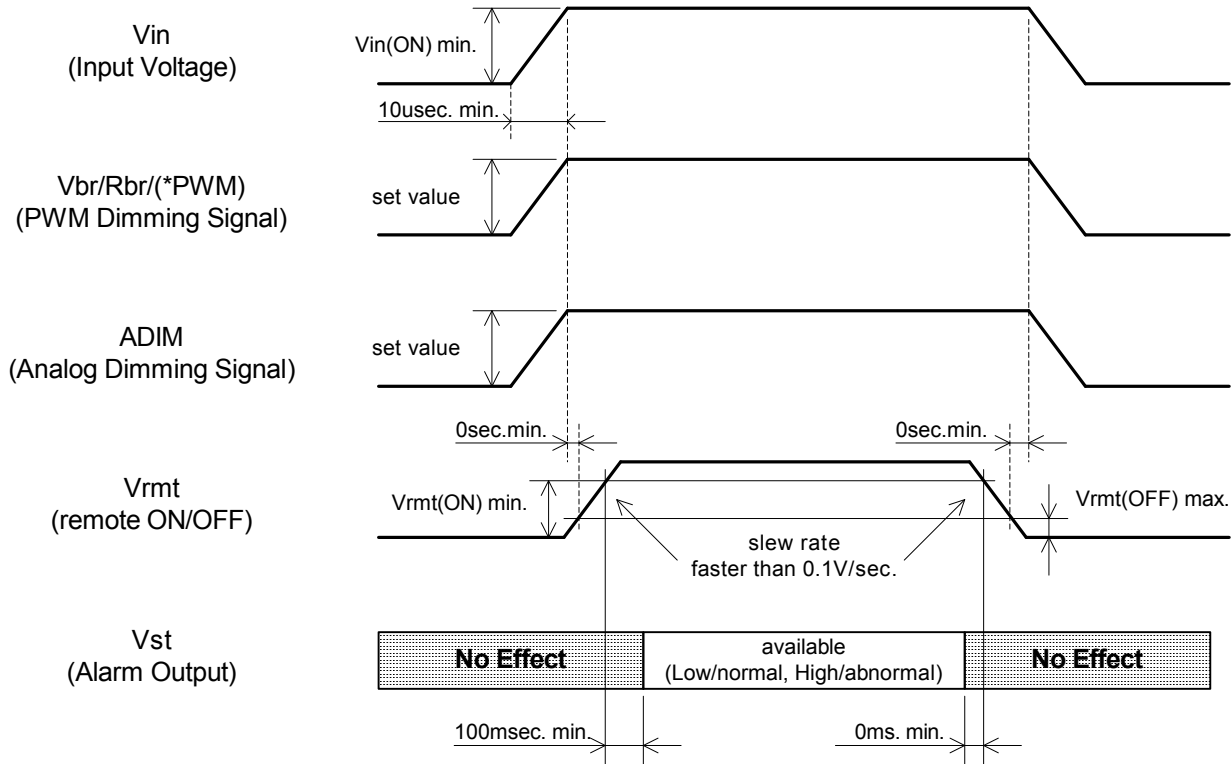 Vin
(Input Voltage)
Vin(ON) min.
10usec. min.
Vbr/Rbr/(*PWM)
(PWM Dimming Signal)
set value
ADIM
(Analog Dimming Signal)
set value
0sec.min.
0sec.min.
Vrmt
(remote ON/OFF)
Vrmt(ON) min.
Vrmt(OFF) max.
slew rate
faster than 0.1V/sec.
Vst
(Alarm Output)
No Effect
available
(Low/normal, High/abnormal)
No Effect
100msec. min.
0ms. min.